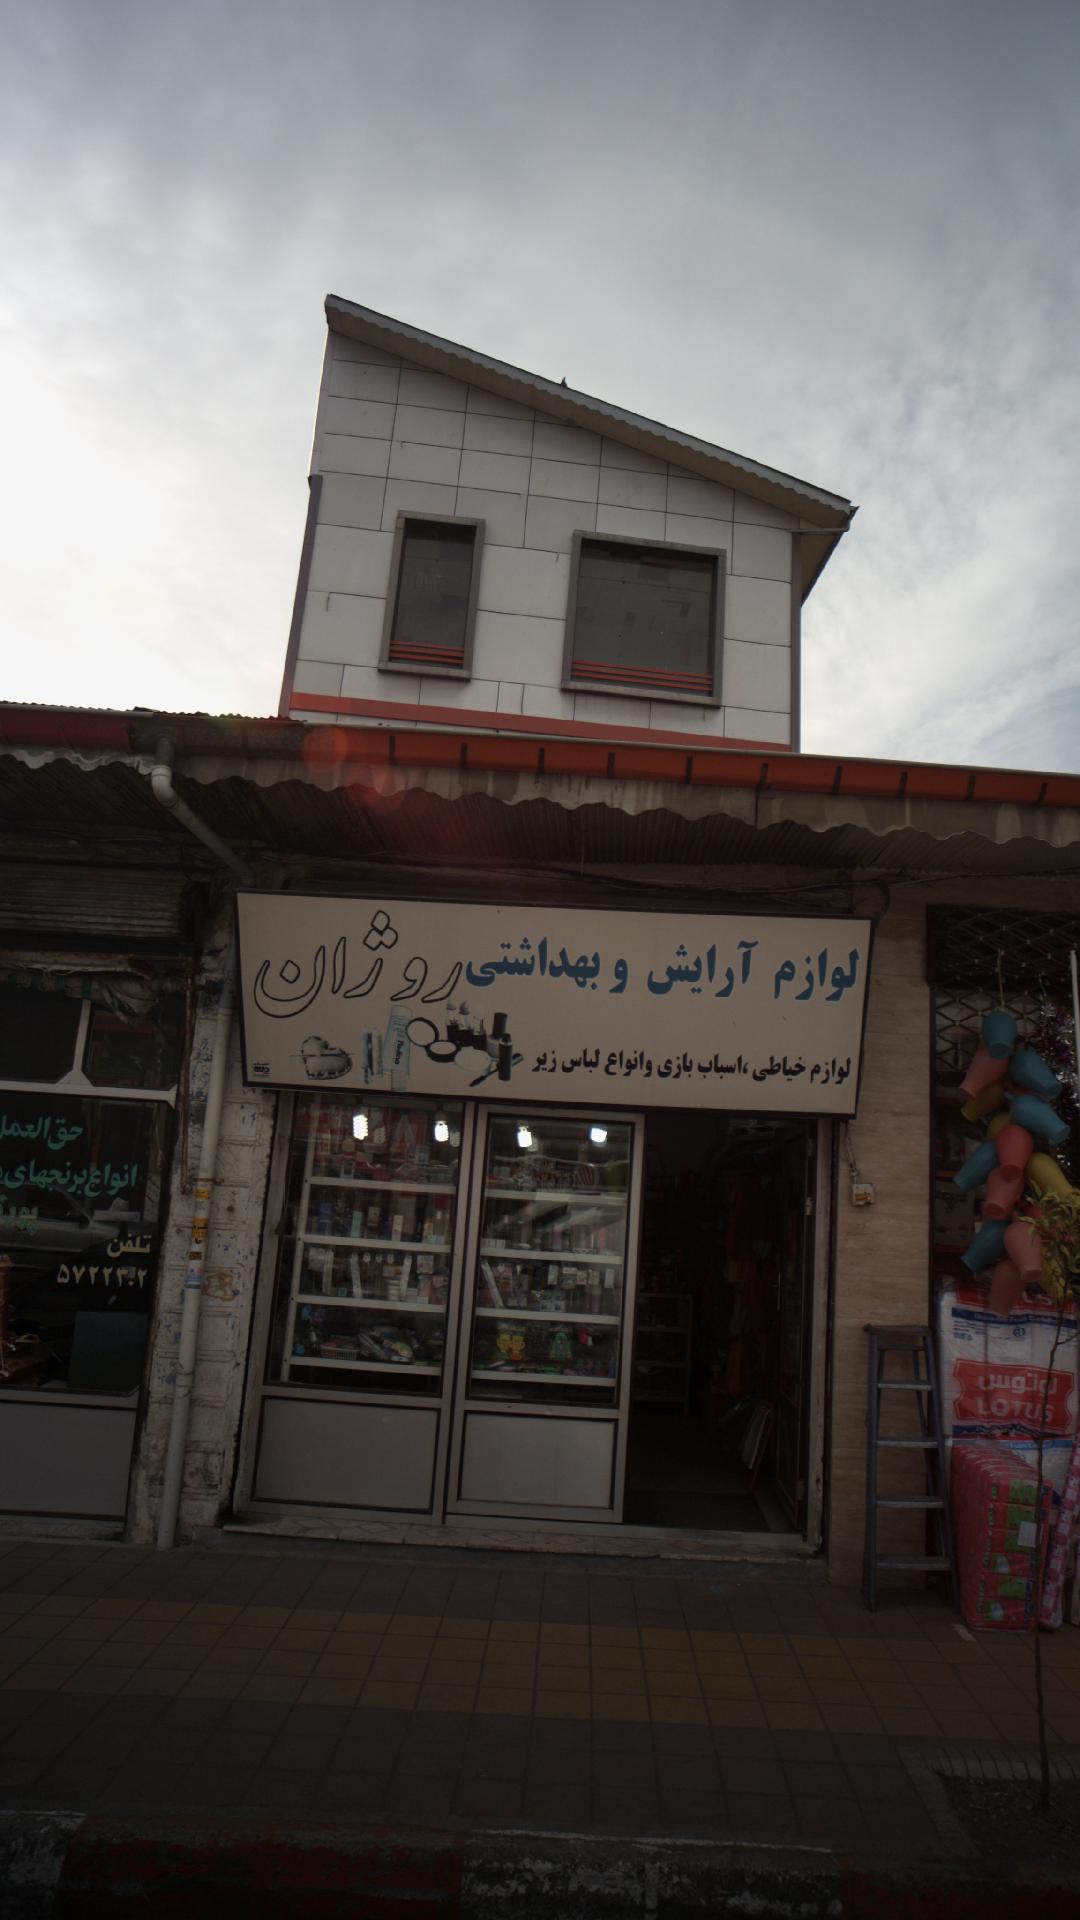 لوازم آرایش و بهداشتی روژان
لوازم خیاطی ،اسباب بازی وانواع لباس زیر
حق‌العمل
انواع برنجهای
تلفن
۵۷۲۲۳۰۲
لوتوس
LOTUS